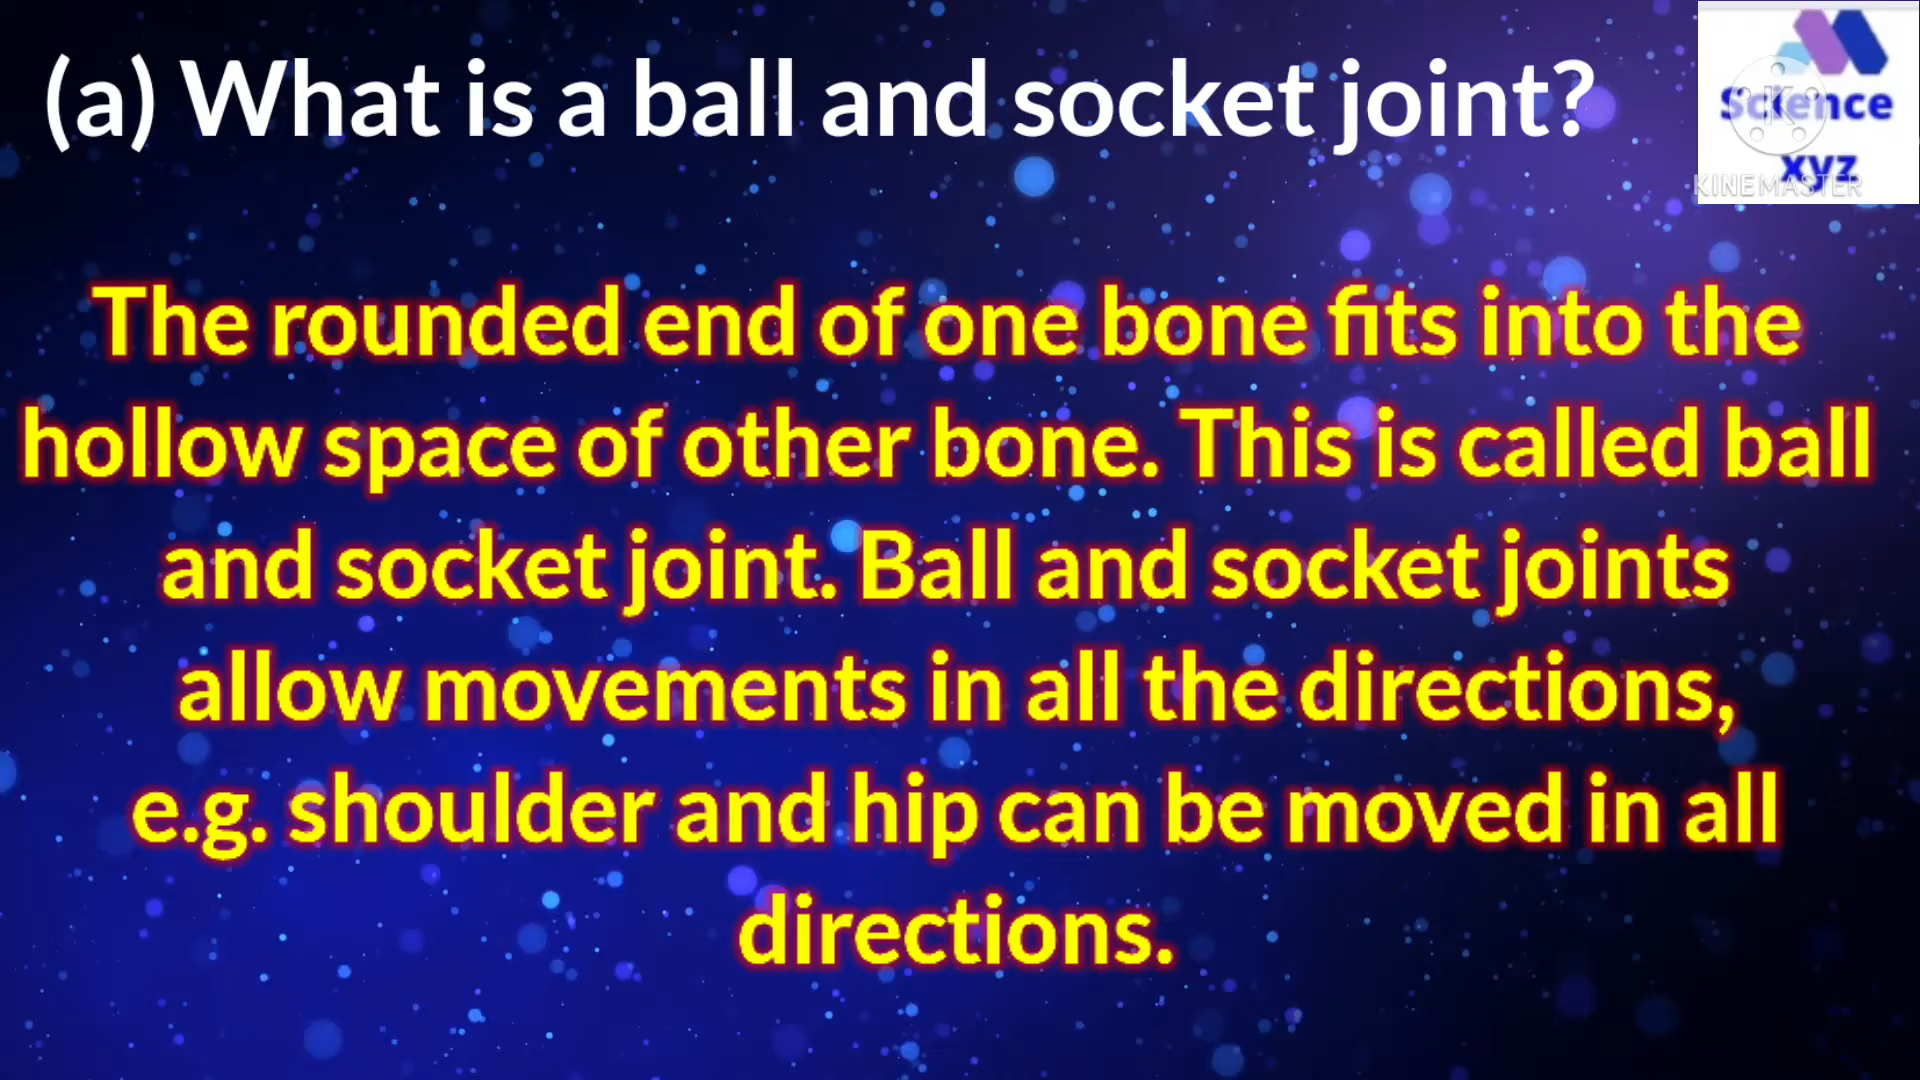 (a) What is a ball and socket joint?
Science
xyz
KINEMASTER
The rounded end of one bone fits into the
hollow space of other bone. This is called ball
and socket joint. Ball and socket joints
allow movements in all the directions,
e.g. shoulder and hip can be moved in all
directions.